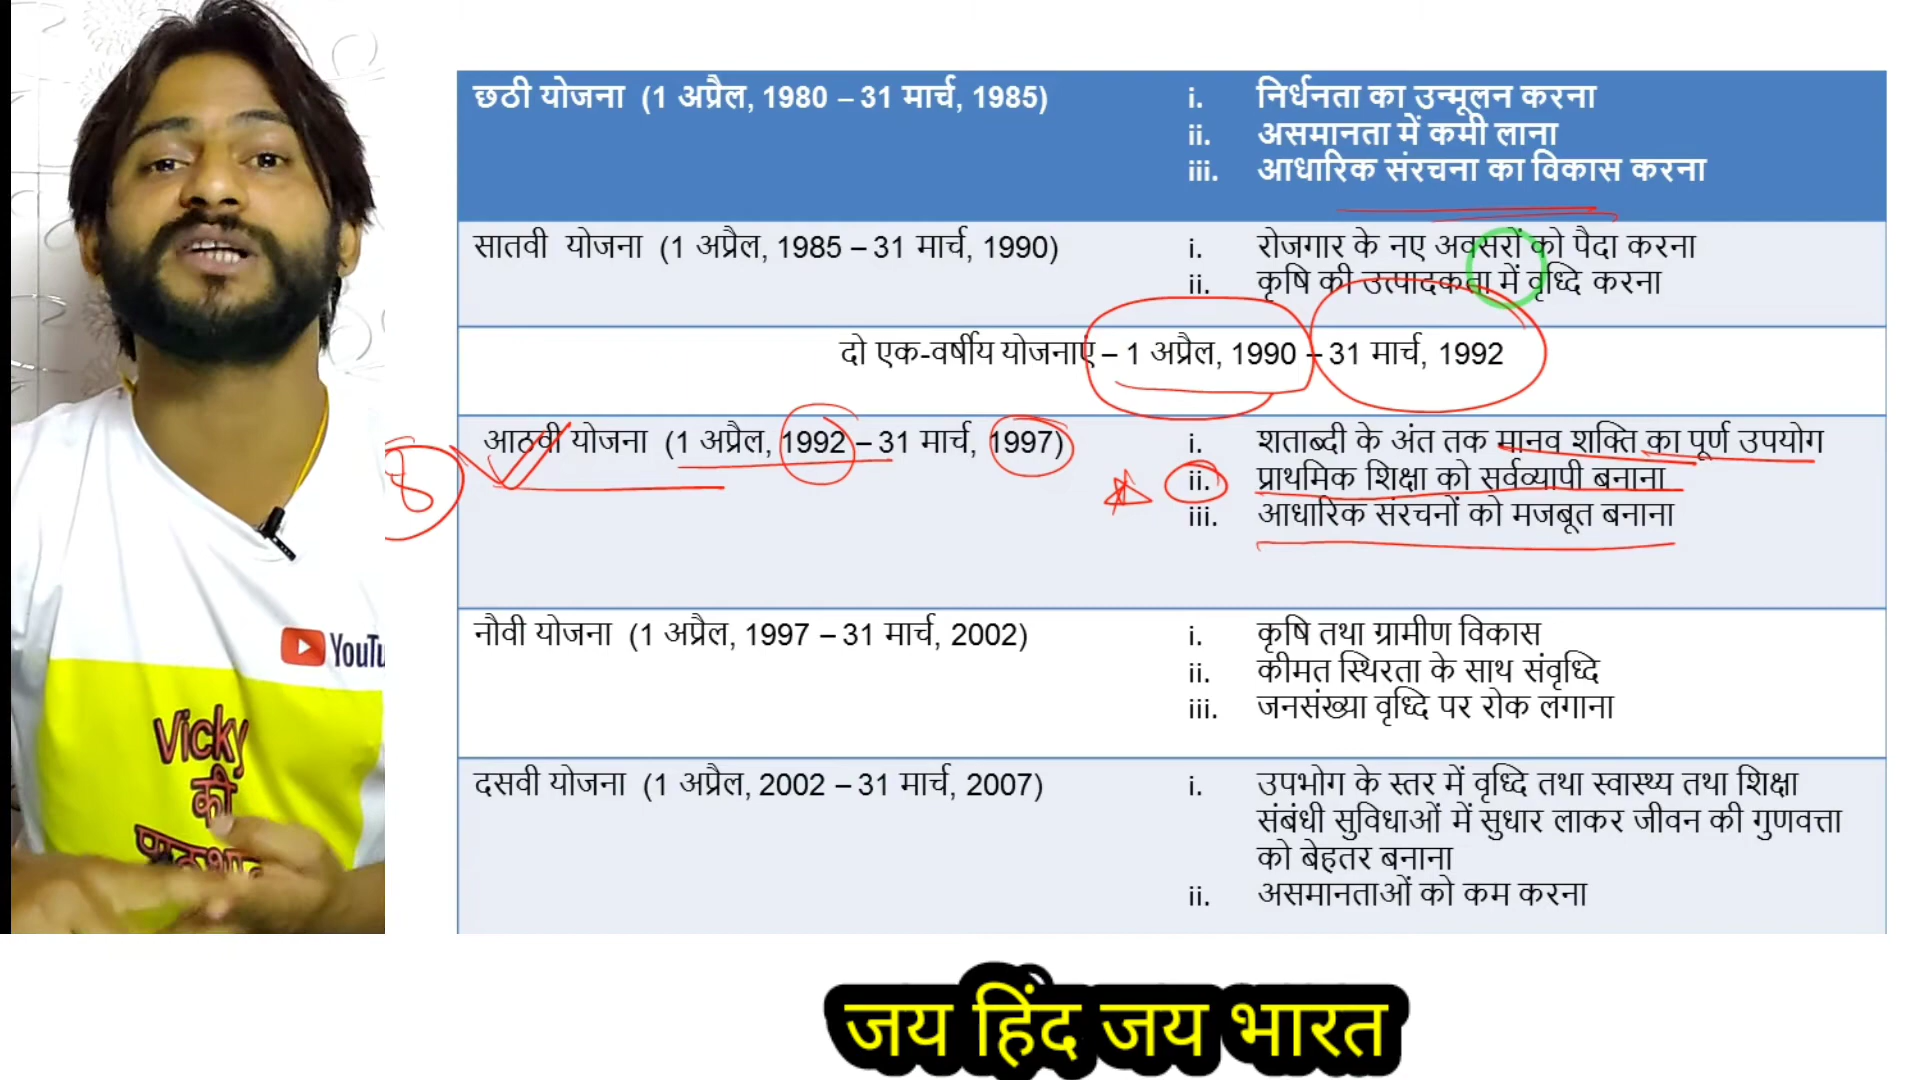 छठी योजना (1 अप्रैल, 1980 – 31 मार्च, 1985)
i. निर्धनता का उन्मूलन करना
ii. असमानता में कमी लाना
iii. आधारिक संरचना का विकास करना
सातवी योजना (1 अप्रैल, 1985 – 31 मार्च, 1990)
i. रोजगार के नए अवसरों को पैदा करना
ii. कृषि की उत्पादकता में वृध्दि करना
दो एक-वर्षीय योजनाएं – 1 अप्रैल, 1990 – 31 मार्च, 1992
8
आठवी योजना (1 अप्रैल, 1992 – 31 मार्च, 1997)
i. शताब्दी के अंत तक मानव शक्ति का पूर्ण उपयोग
ii. प्राथमिक शिक्षा को सर्वव्यापी बनाना
iii. आधारिक संरचनों को मजबूत बनाना
नौवी योजना (1 अप्रैल, 1997 – 31 मार्च, 2002)
i. कृषि तथा ग्रामीण विकास
ii. कीमत स्थिरता के साथ संवृध्दि
iii. जनसंख्या वृध्दि पर रोक लगाना
दसवी योजना (1 अप्रैल, 2002 – 31 मार्च, 2007)
i. उपभोग के स्तर में वृध्दि तथा स्वास्थ्य तथा शिक्षा
संबंधी सुविधाओं में सुधार लाकर जीवन की गुणवत्ता
को बेहतर बनाना
ii. असमानताओं को कम करना
YouTu
Vicky
की
जय हिंद जय भारत